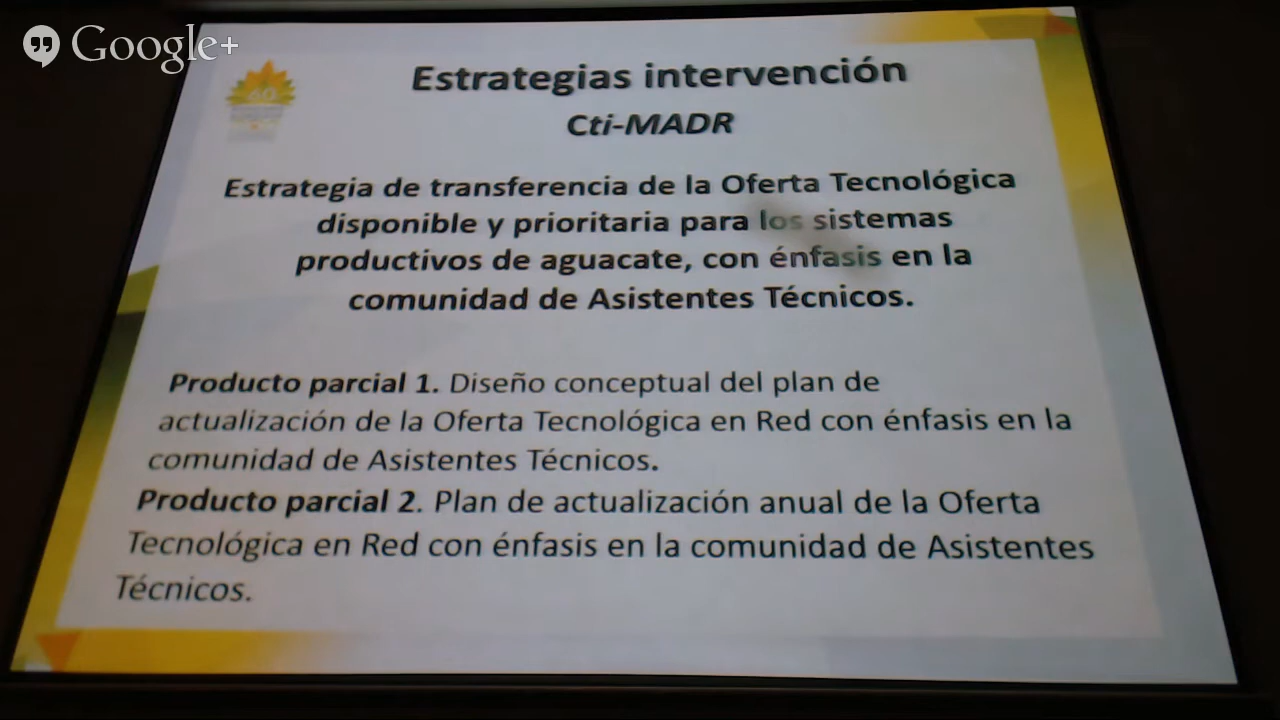 Google+
Estrategias intervención
Cti-MADR
Estrategia de transferencia de la Oferta Tecnológica
disponible y prioritaria para los sistemas
productivos de aguacate, con énfasis en la
comunidad de Asistentes Técnicos.
Producto parcial 1. Diseño conceptual del plan de
actualización de la Oferta Tecnológica en Red con énfasis en la
comunidad de Asistentes Técnicos.
Producto parcial 2. Plan de actualización anual de la Oferta
Tecnológica en Red con énfasis en la comunidad de Asistentes
Técnicos.